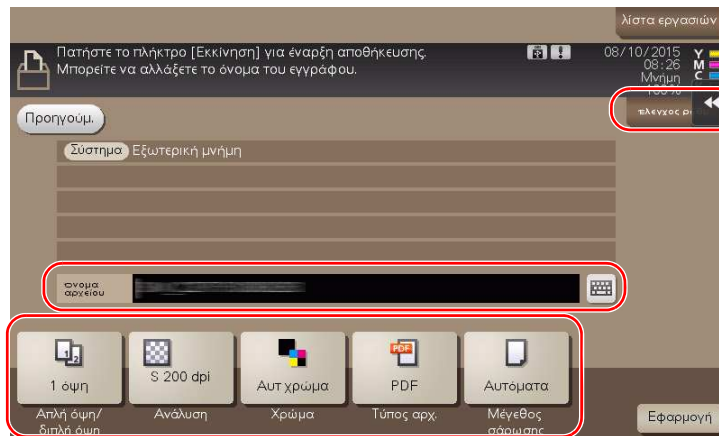 λίστα εργασιών
Πατήστε το πλήκτρο [Εκκίνηση] για έναρξη αποθήκευσης.
Μπορείτε να αλλάξετε το όνομα του εγγράφου.
08/10/2015
08:26
Μνήμη
100%
Y
M
C
Προηγούμ.
Σύστημα Εξωτερική μνήμη
όνομα
αρχείου
1 όψη
S 200 dpi
Αυτ χρώμα
PDF
Αυτόματα
Απλή όψη/
διπλή όψη
Ανάλυση
Χρώμα
Τύπος αρχ.
Μέγεθος
σάρωσης
Εφαρμογή